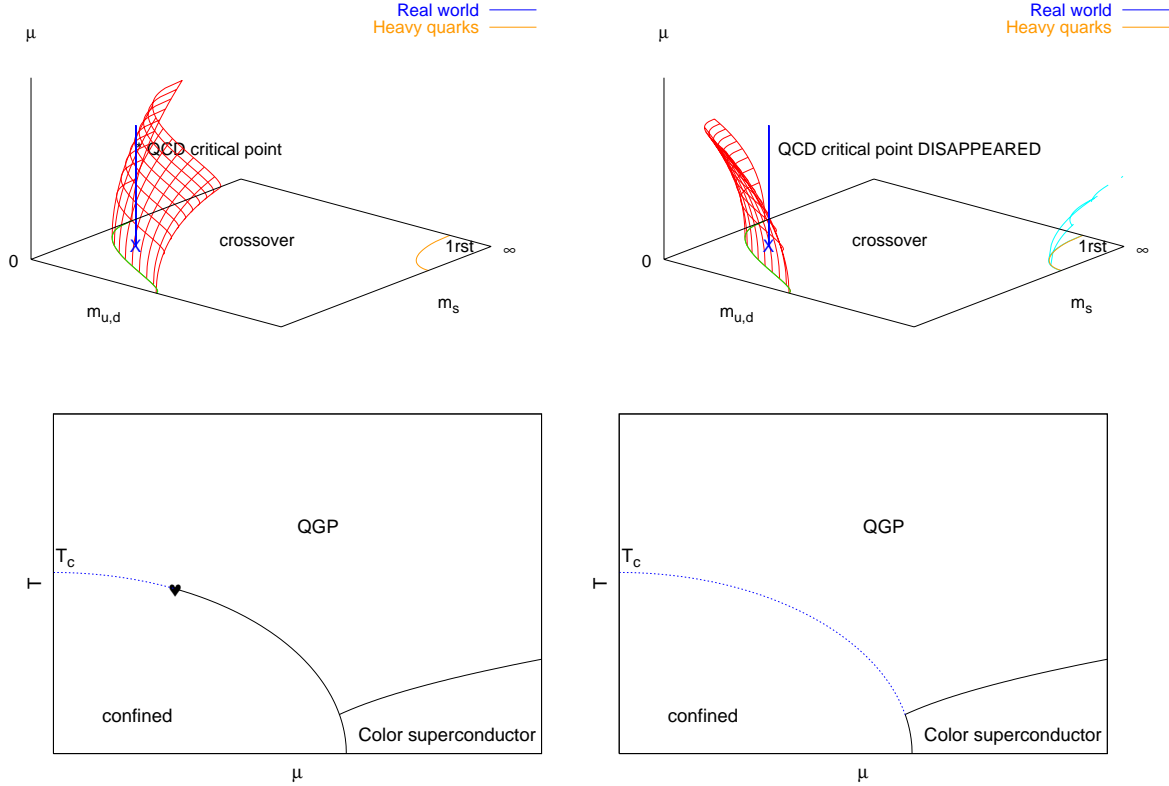 Real world
Heavy quarks
μ
* QCD critical point
crossover
1rst
∞
0
m_s
m_u,d
X
Real world
Heavy quarks
μ
QCD critical point DISAPPEARED
crossover
1rst
∞
0
m_s
m_u,d
X
QGP
T_c
T
confined
Color superconductor
μ
QGP
T_c
T
confined
Color superconductor
μ